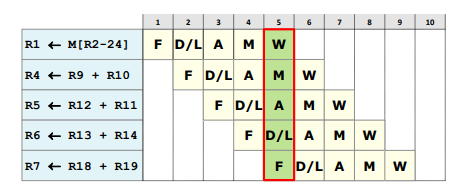 1 2 3 4 5 6 7 8 9 10
R1 ← M[R2-24] F D/L A M W
R4 ← R9 + R10 F D/L A M W
R5 ← R12 + R11 F D/L A M W
R6 ← R13 + R14 F D/L A M W
R7 ← R18 + R19 F D/L A M W